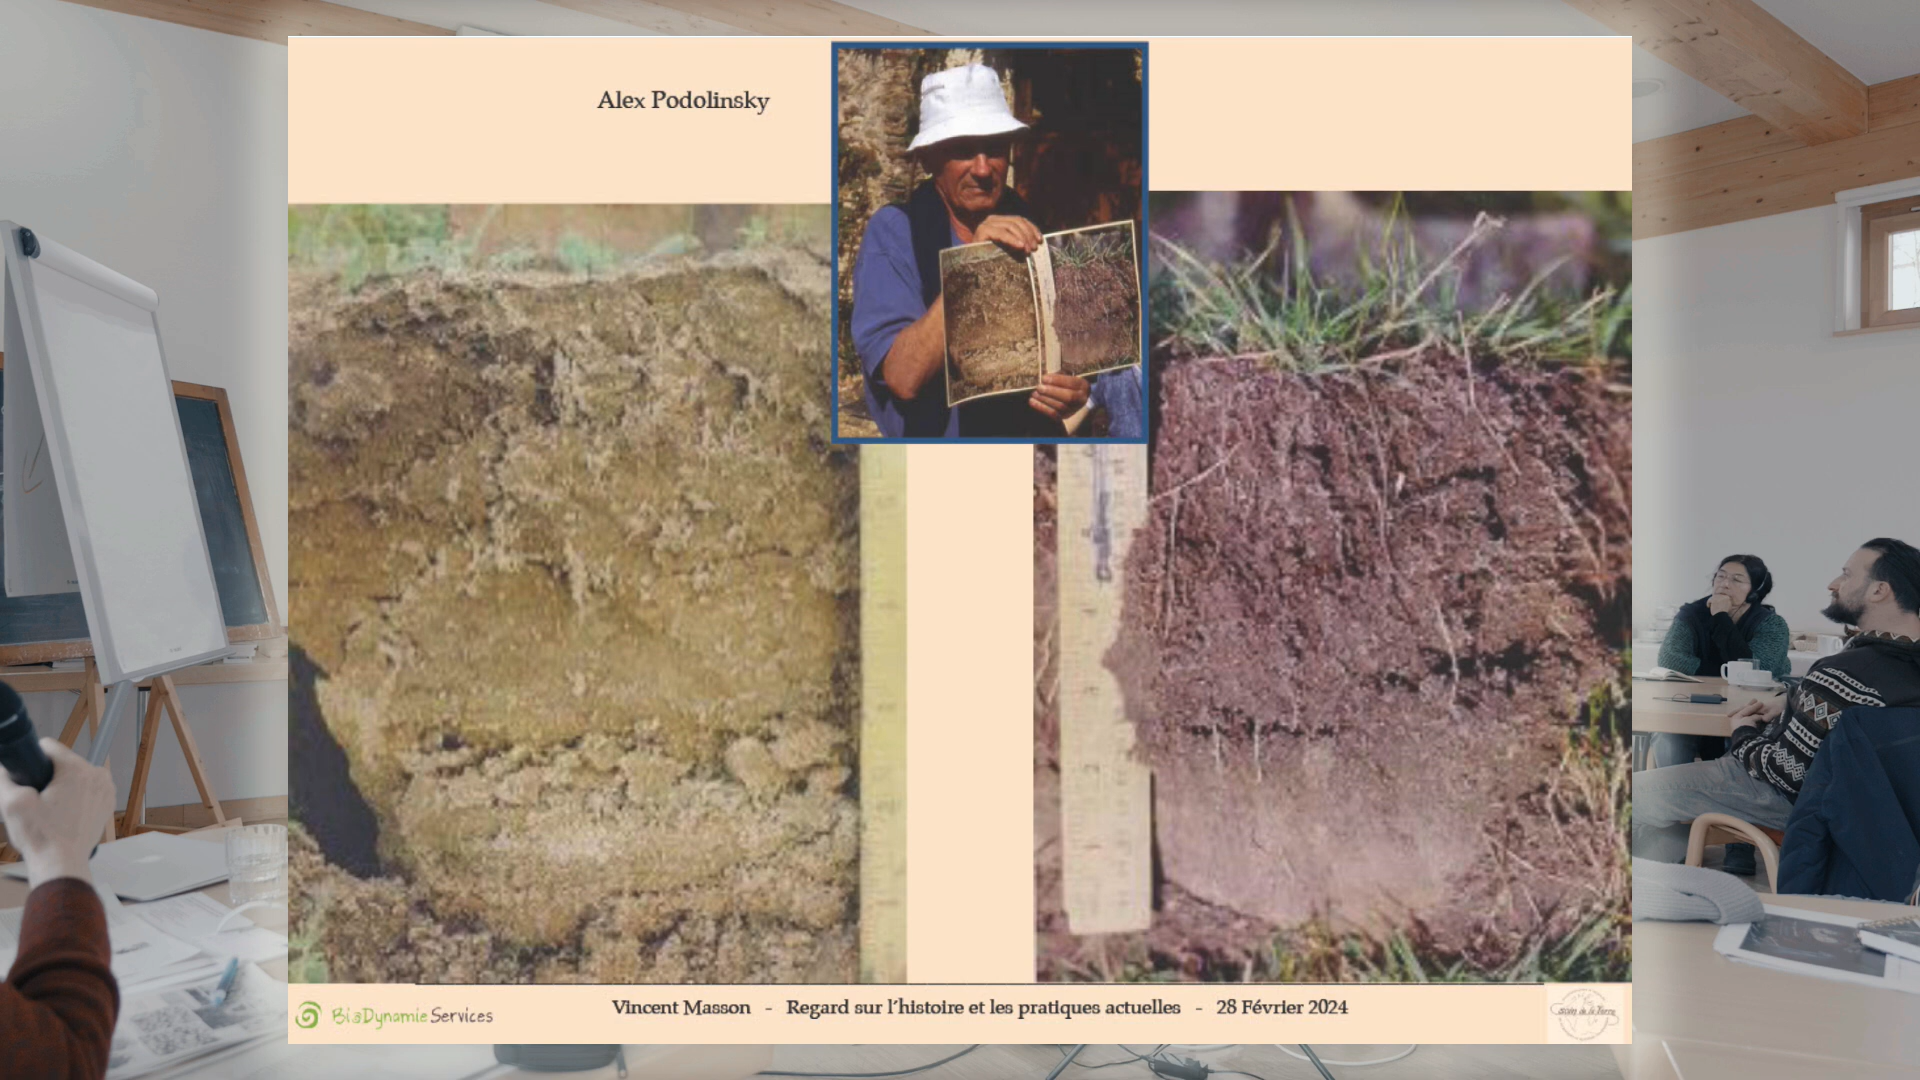 Alex Podolinsky
BioDynamie Services
Vincent Masson - Regard sur l'histoire et les pratiques actuelles - 28 Février 2024